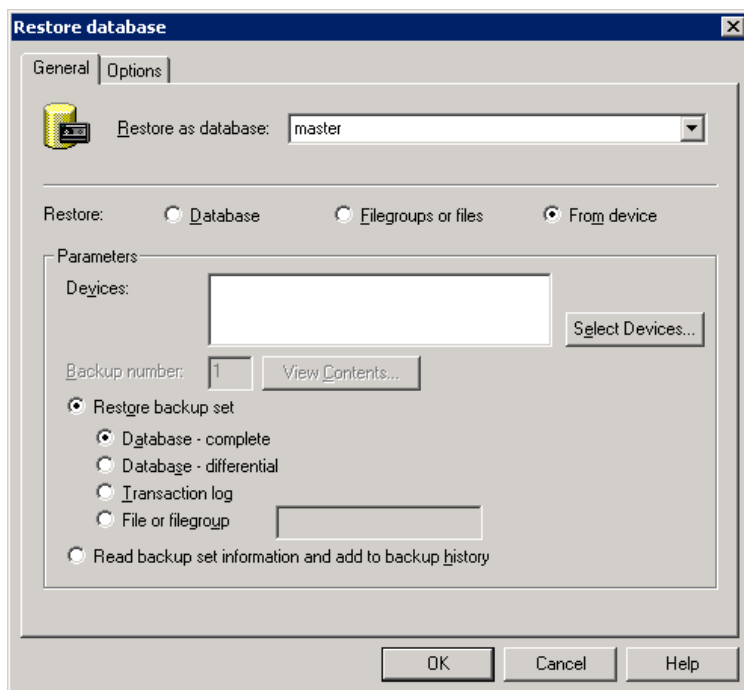 Restore database
General Options
Restore as database: master
Restore: Database Filegroups or files From device
Parameters
Devices:
Select Devices...
Backup number: 1 View Contents...
Restore backup set
Database - complete
Database - differential
Transaction log
File or filegroup
Read backup set information and add to backup history
OK Cancel Help